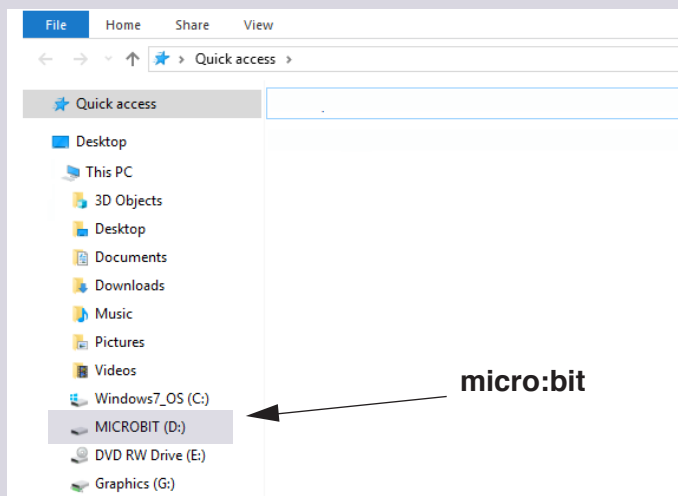 File Home Share View
Quick access
Quick access
Desktop
This PC
3D Objects
Desktop
Documents
Downloads
Music
Pictures
Videos
micro:bit
Windows7_OS (C:)
MICROBIT (D:)
DVD RW Drive (E:)
Graphics (G:)